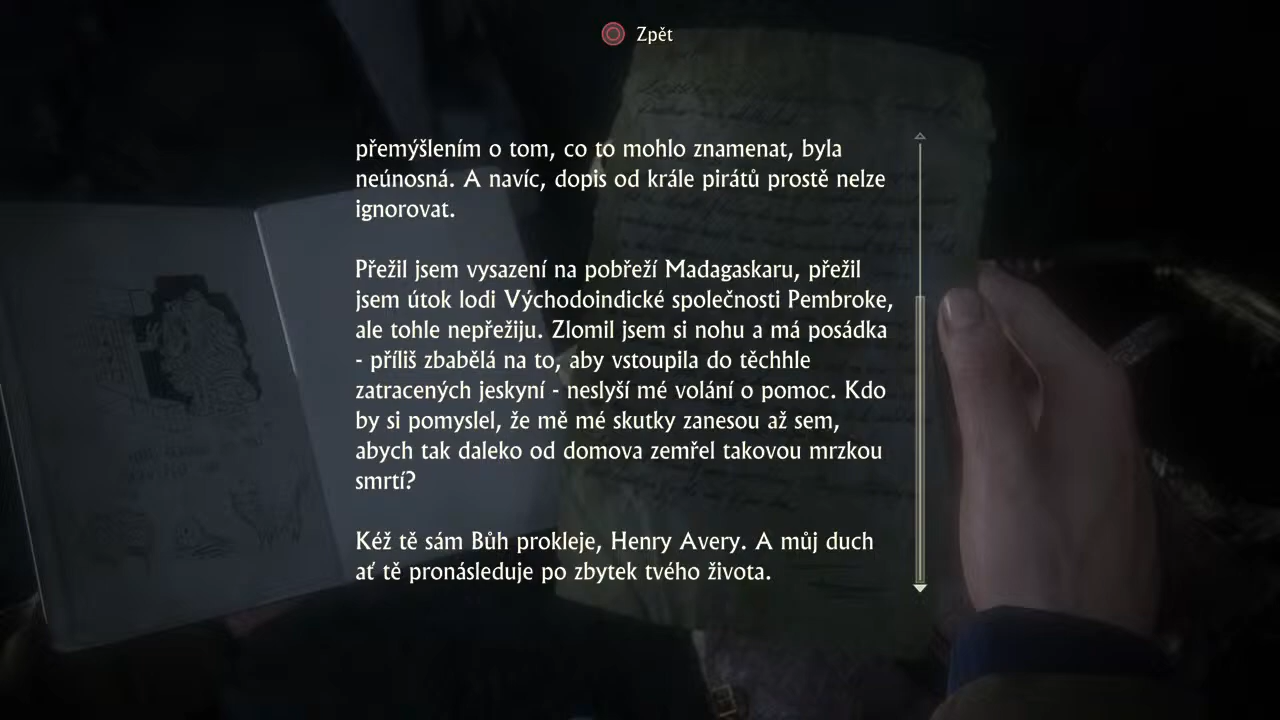 Zpět
přemýšlením o tom, co to mohlo znamenat, byla
neúnosná. A navíc, dopis od krále pirátů prostě nelze
ignorovat.
Přežil jsem vysazení na pobřeží Madagaskaru, přežil
jsem útok lodi Východoindické společnosti Pembroke,
ale tohle nepřežiju. Zlomil jsem si nohu a má posádka
- příliš zbabělá na to, aby vstoupila do těchhle
zatracených jeskyní - neslyší mé volání o pomoc. Kdo
by si pomyslel, že mě mé skutky zanesou až sem,
abych tak daleko od domova zemřel takovou mrzkou
smrtí?
Kéž tě sám Bůh prokleje, Henry Avery. A můj duch
ať tě pronásleduje po zbytek tvého života.